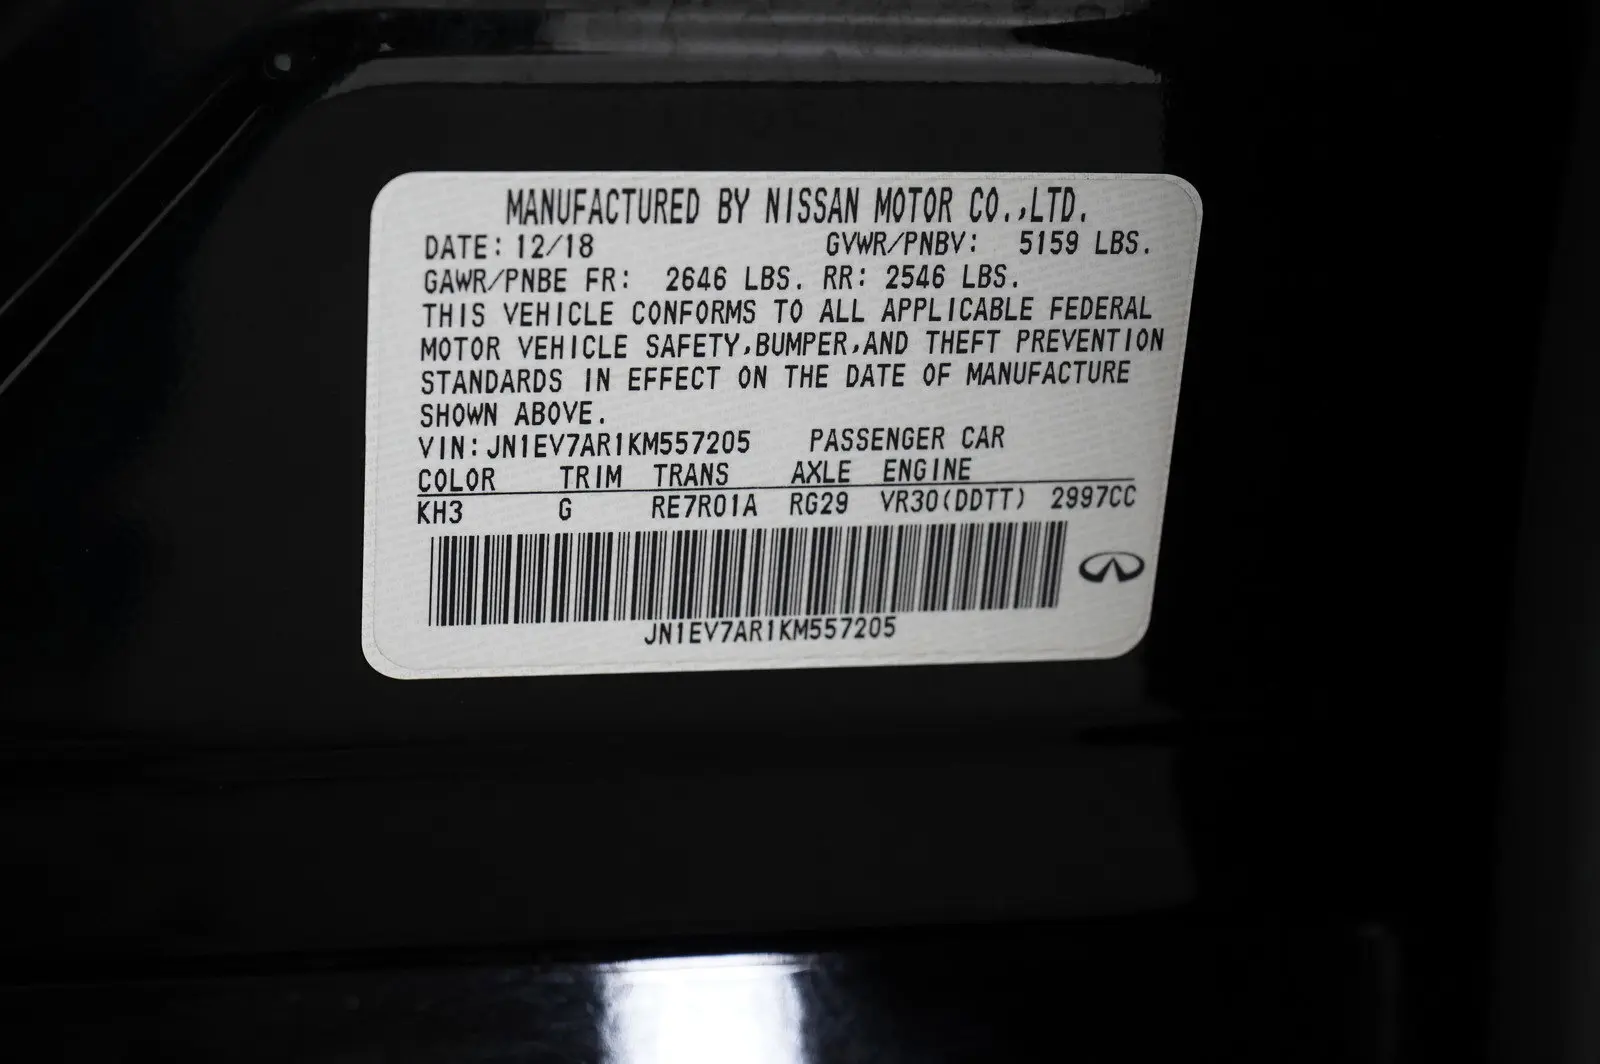 MANUFACTURED BY NISSAN MOTOR CO.,LTD.
DATE: 12/18 GVWR/PNBV: 5159 LBS.
GAWR/PNBE FR: 2646 LBS. RR: 2546 LBS.
THIS VEHICLE CONFORMS TO ALL APPLICABLE FEDERAL
MOTOR VEHICLE SAFETY,BUMPER,AND THEFT PREVENTION
STANDARDS IN EFFECT ON THE DATE OF MANUFACTURE
SHOWN ABOVE.
VIN:JN1EV7AR1KM557205 PASSENGER CAR
COLOR TRIM TRANS AXLE ENGINE
KH3 G RE7R01A RG29 VR30(DDTT) 2997CC
JN1EV7AR1KM557205